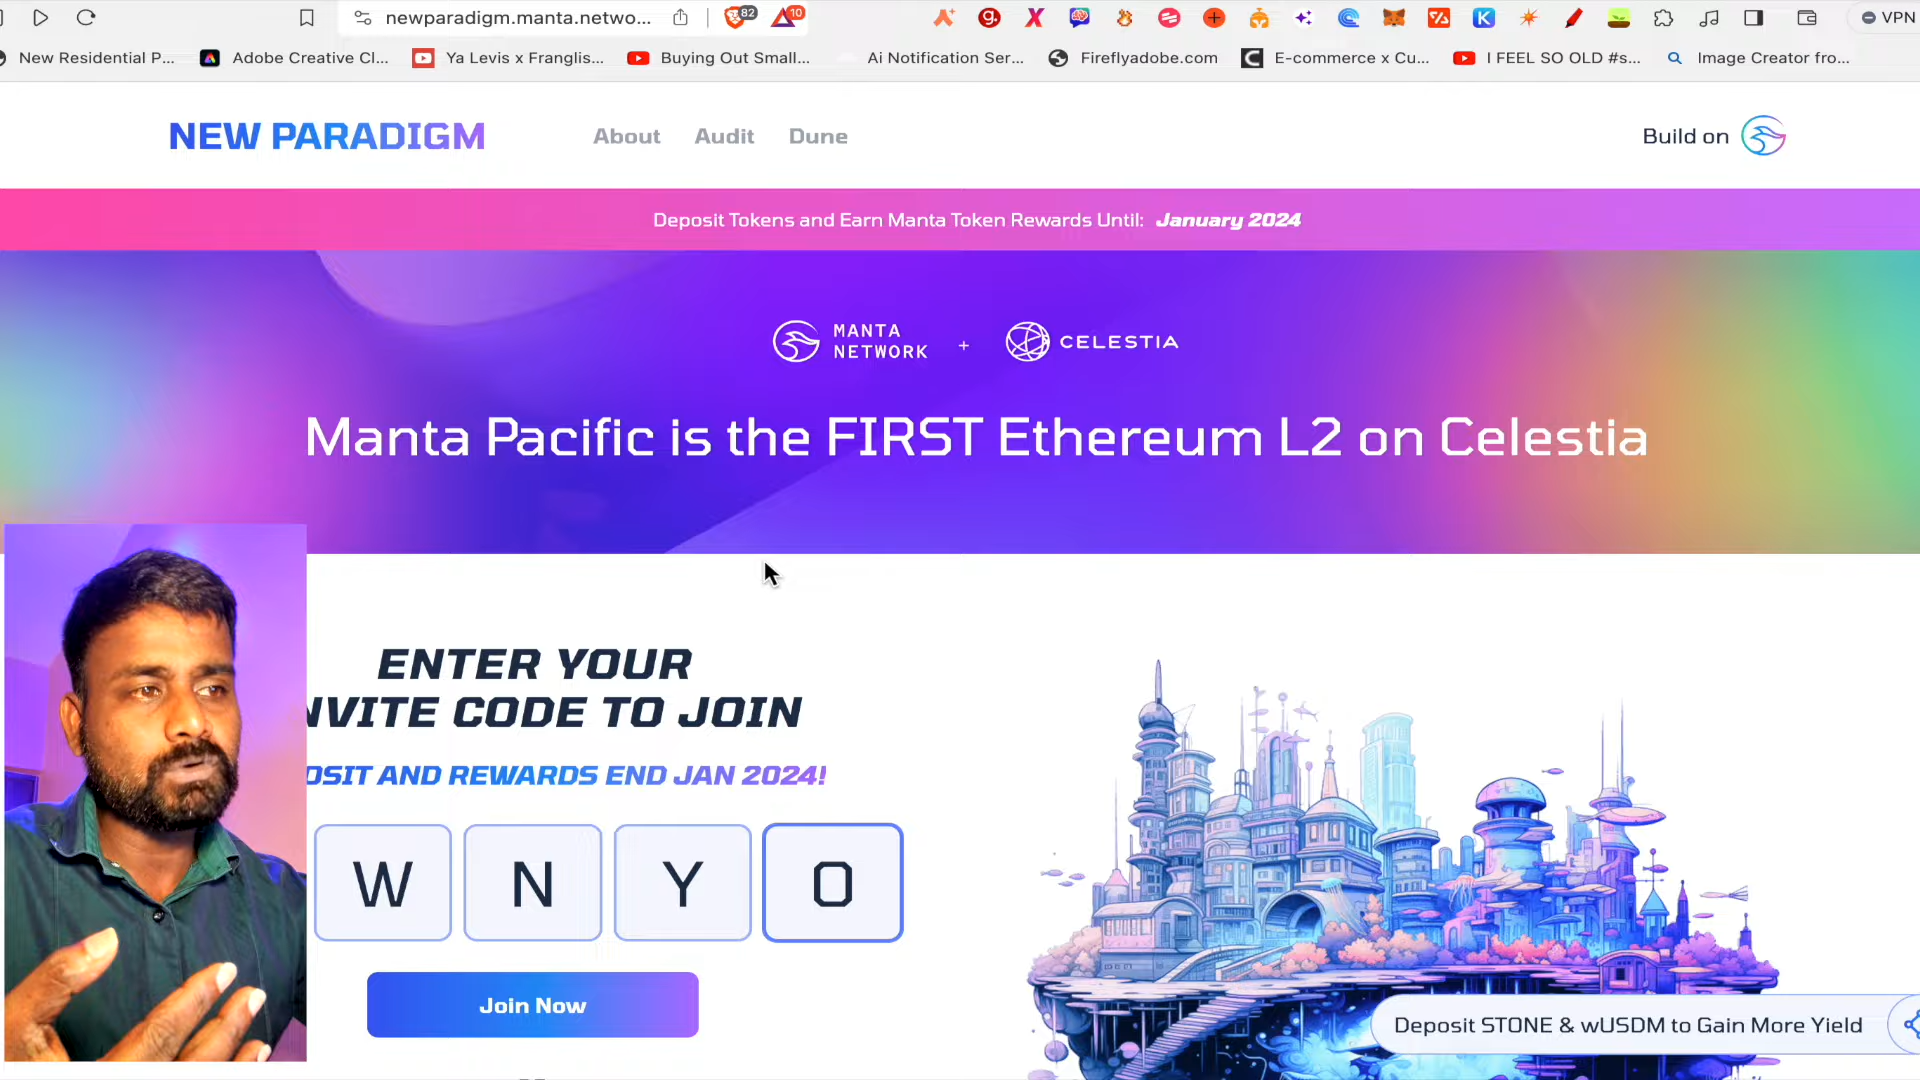 newparadigm.manta.netwo...
82
10
VPN
New Residential P...
Adobe Creative Cl...
Ya Levis x Franglis...
Buying Out Small...
Ai Notification Ser...
Fireflyadobe.com
E-commerce x Cu...
I FEEL SO OLD #s...
Image Creator fro...
NEW PARADIGM
About
Audit
Dune
Build on
Deposit Tokens and Earn Manta Token Rewards Until: January 2024
MANTA
NETWORK
+
CELESTIA
Manta Pacific is the FIRST Ethereum L2 on Celestia
ENTER YOUR
NVITE CODE TO JOIN
OSIT AND REWARDS END JAN 2024!
W N Y O
Join Now
Deposit STONE & wUSDM to Gain More Yield